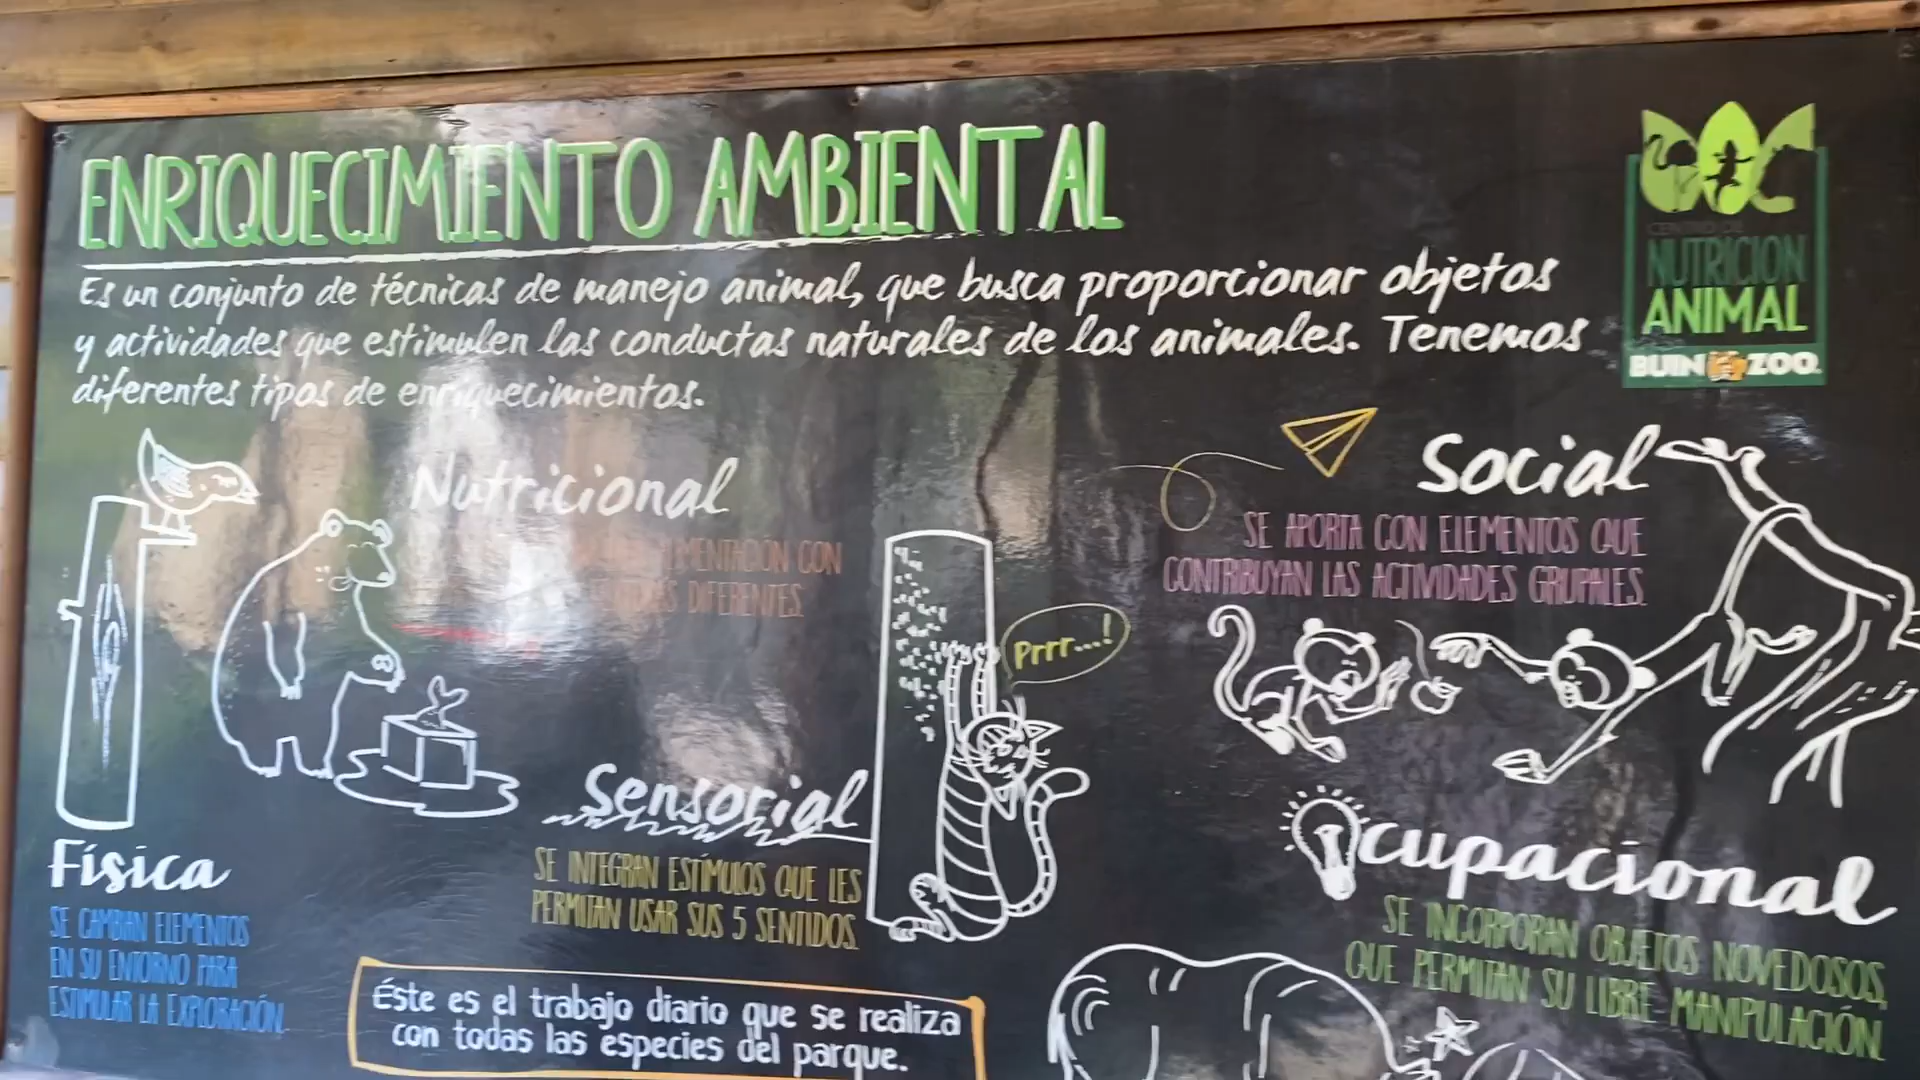 ENRIQUECIMIENTO AMBIENTAL
Es un conjunto de técnicas de manejo animal, que busca proporcionar objetos
y actividades que estimulen las conductas naturales de los animales. Tenemos
diferentes tipos de enriquecimientos.
CENTRO DE
NUTRICION
ANIMAL
BUIN ZOO
Nutricional
CON
DIFERENTES.
Social
SE APORTA CON ELEMENTOS QUE
CONTRIBUYAN LAS ACTIVIDADES GRUPALES.
Prrr...!
Sensorial
SE INTEGRAN ESTÍMULOS QUE LES
PERMITAN USAR SUS 5 SENTIDOS.
Física
SE CAMBIAN ELEMENTOS
EN SU ENTORNO PARA
ESTIMULAR LA EXPLORACIÓN.
Ocupacional
SE INCORPORAN OBJETOS NOVEDOSOS,
QUE PERMITAN SU LIBRE MANIPULACIÓN.
Éste es el trabajo diario que se realiza
con todas las especies del parque.